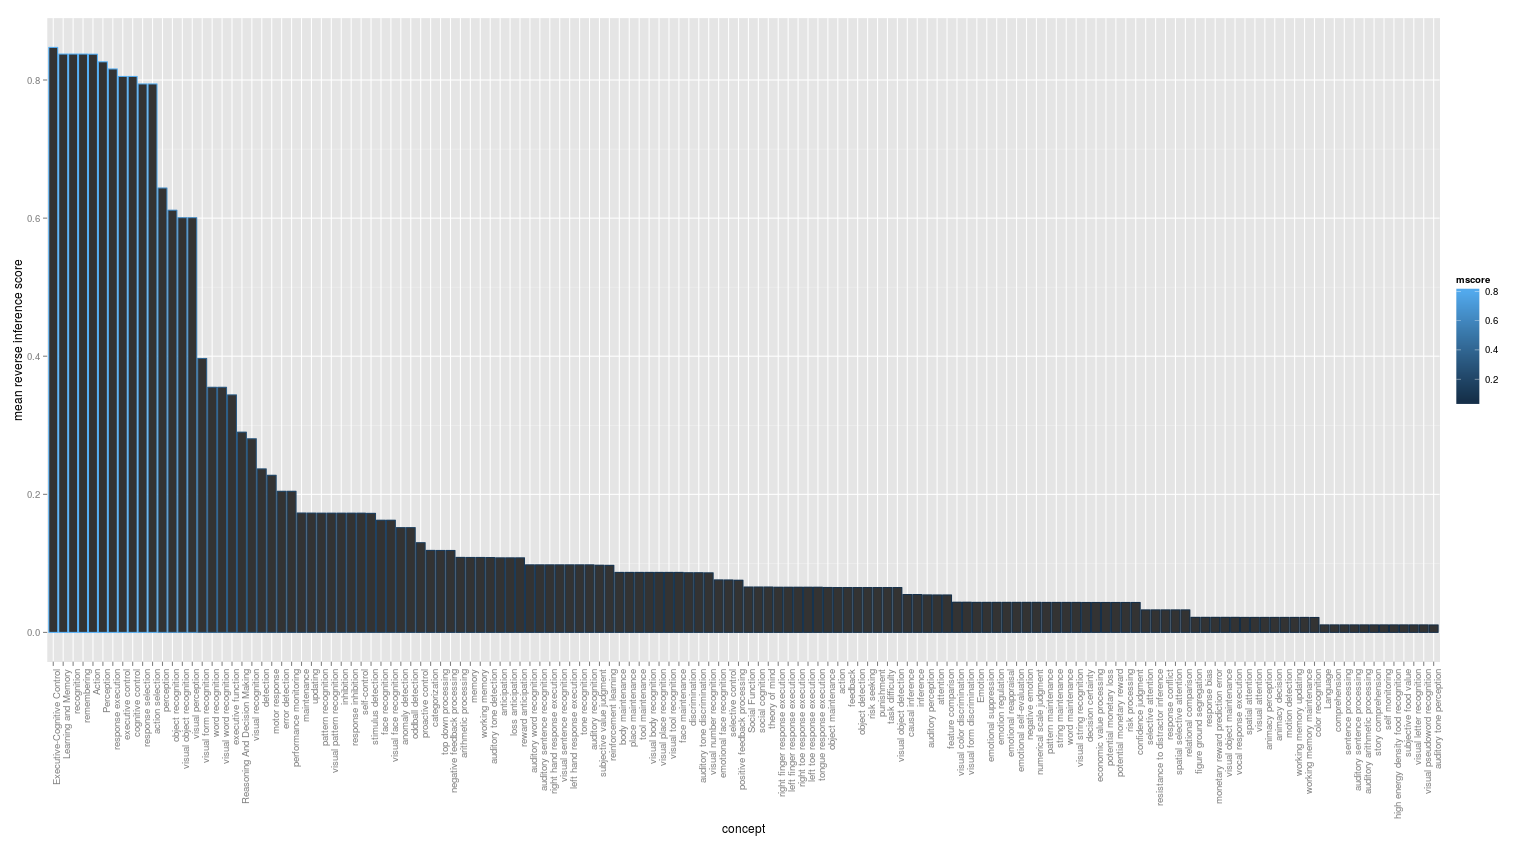 mean reverse inference score
0.8
0.6
0.4
0.2
0.0
Executive-Cognitive Control
Learning and Memory
recognition
remembering
Action
Perception
response execution
executive control
cognitive control
response selection
action selection
perception
object recognition
visual object recognition
visual perception
visual form recognition
word recognition
visual word recognition
executive function
Reasoning And Decision Making
visual recognition
detection
motor response
error detection
performance monitoring
maintenance
updating
pattern recognition
visual pattern recognition
inhibition
response inhibition
self-control
stimulus detection
face recognition
visual face recognition
anomaly detection
oddball detection
proactive control
categorization
top down processing
negative feedback processing
arithmetic processing
memory
working memory
auditory tone detection
anticipation
loss anticipation
reward anticipation
auditory word recognition
auditory sentence recognition
right hand response execution
visual sentence recognition
left hand response execution
tone recognition
auditory recognition
subjective value judgment
reinforcement learning
body maintenance
place maintenance
tool maintenance
visual body recognition
visual place recognition
visual tool recognition
face maintenance
discrimination
auditory tone discrimination
visual number recognition
emotional face recognition
selective control
positive feedback processing
Social Function
social cognition
theory of mind
right finger response execution
left finger response execution
right toe response execution
left toe response execution
tongue response execution
object maintenance
action
feedback
object detection
risk seeking
punishment
task difficulty
visual object detection
causal inference
inference
auditory perception
attention
feature comparison
visual color discrimination
visual form discrimination
Emotion
emotional suppression
emotion regulation
emotional reappraisal
emotional self-evaluation
negative emotion
numerical scale judgment
pattern maintenance
string maintenance
word maintenance
visual string recognition
decision certainty
economic value processing
potential monetary loss
potential monetary reward
risk processing
confidence judgment
selective attention
resistance to distractor inference
response conflict
spatial selective attention
relational comparison
figure ground segregation
response bias
monetary reward prediction error
visual object maintenance
vocal response execution
spatial attention
visual attention
animacy perception
animacy decision
motion detection
working memory updating
working memory maintenance
color recognition
Language
comprehension
sentence processing
auditory sentence processing
auditory arithmetic processing
story comprehension
self monitoring
high energy density food recognition
subjective food value
visual letter recognition
visual pseudoword recognition
auditory tone perception
concept
mscore
0.8
0.6
0.4
0.2